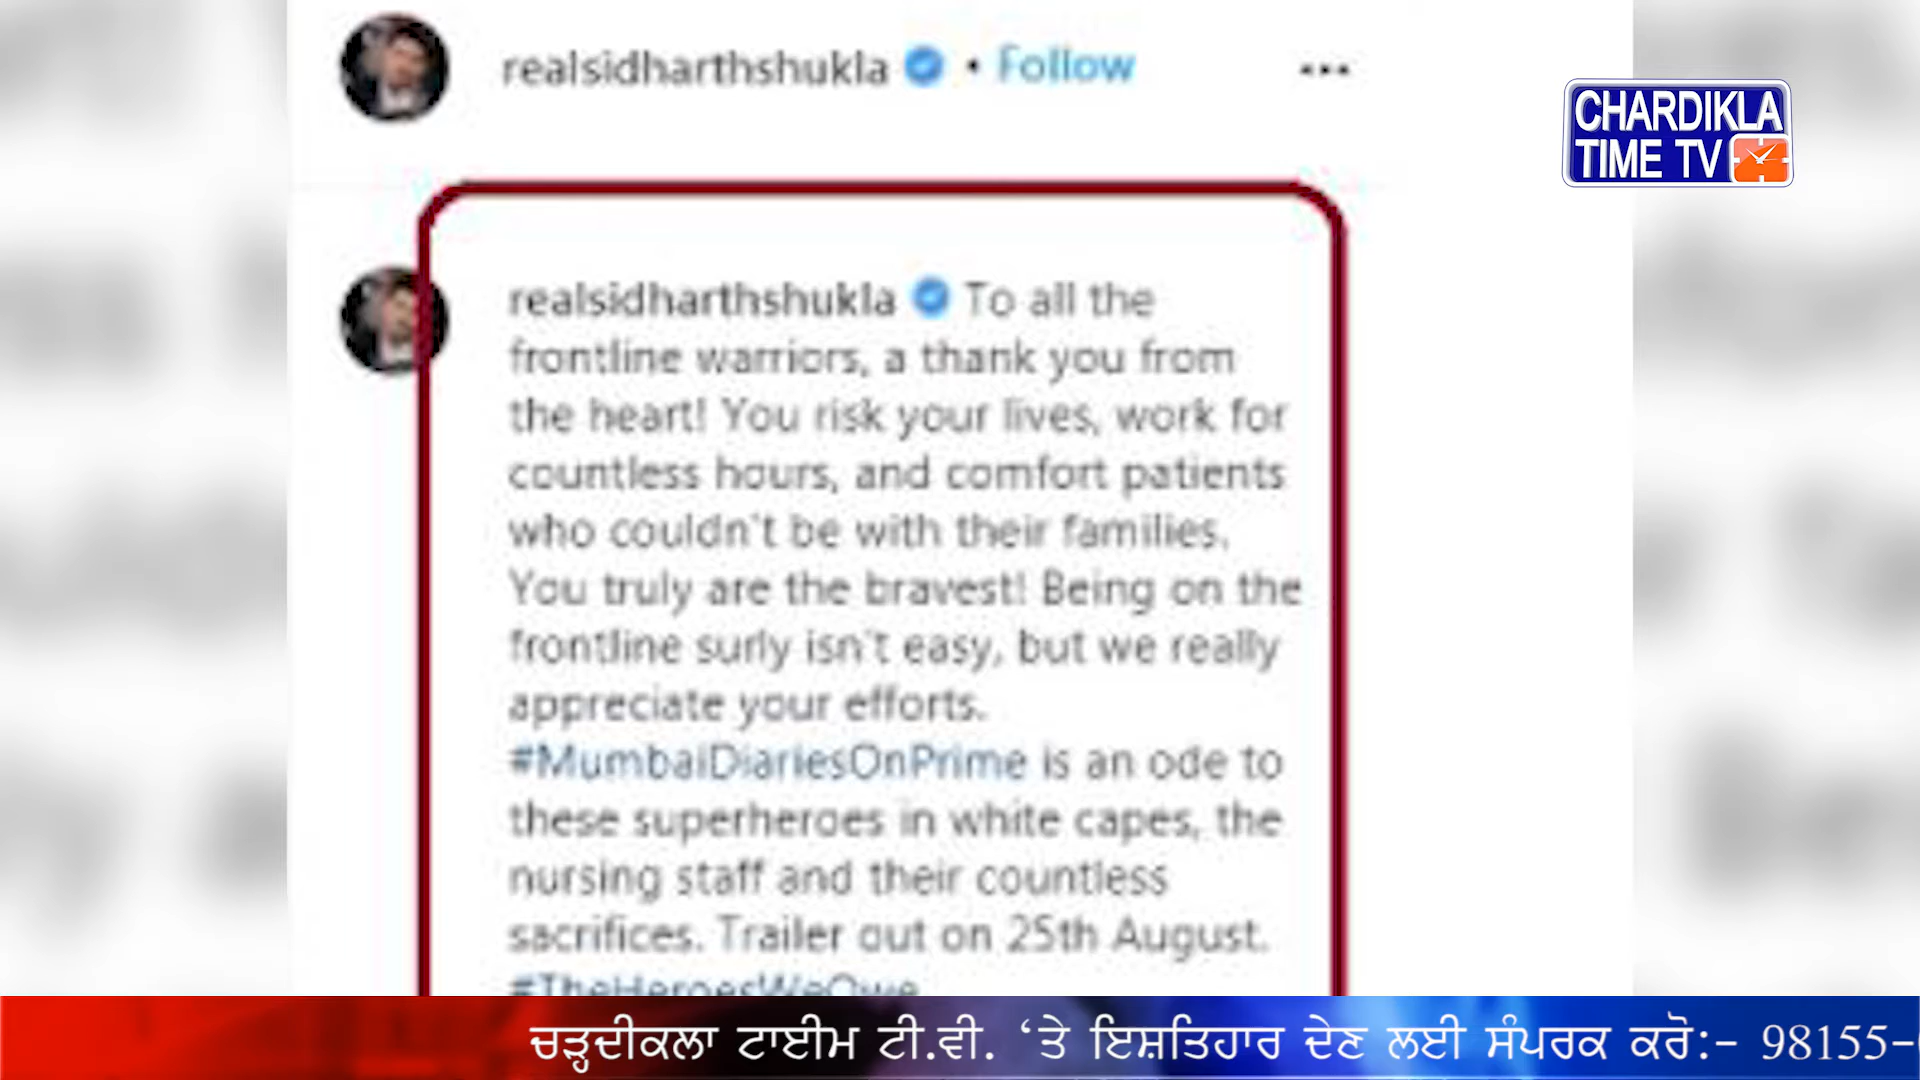 realsidharthshukla • Follow ...
CHARDIKLA
TIME TV
realsidharthshukla To all the
frontline warriors, a thank you from
the heart! You risk your lives, work for
countless hours, and comfort patients
who couldn't be with their families.
You truly are the bravest! Being on the
frontline surly isn't easy, but we really
appreciate your efforts.
#MumbaiDiariesOnPrime is an ode to
these superheroes in white capes, the
nursing staff and their countless
sacrifices. Trailer out on 25th August.
#TheHeroesWeOwe
ਚੜ੍ਹਦੀਕਲਾ ਟਾਈਮ ਟੀ.ਵੀ. ‘ਤੇ ਇਸ਼ਤਿਹਾਰ ਦੇਣ ਲਈ ਸੰਪਰਕ ਕਰੋ:- 98155-